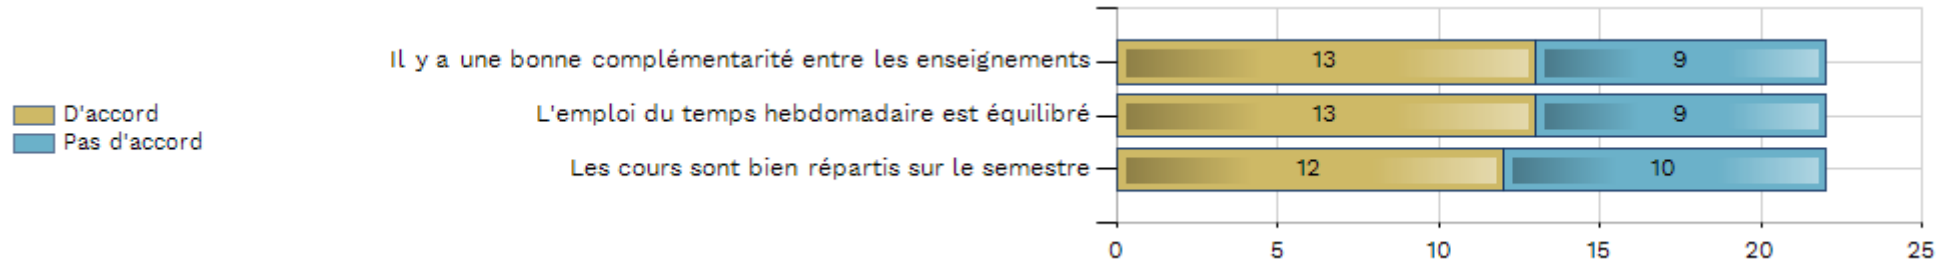 Il y a une bonne complémentarité entre les enseignements 13 9
L'emploi du temps hebdomadaire est équilibré 13 9
Les cours sont bien répartis sur le semestre 12 10
D'accord
Pas d'accord
0 5 10 15 20 25